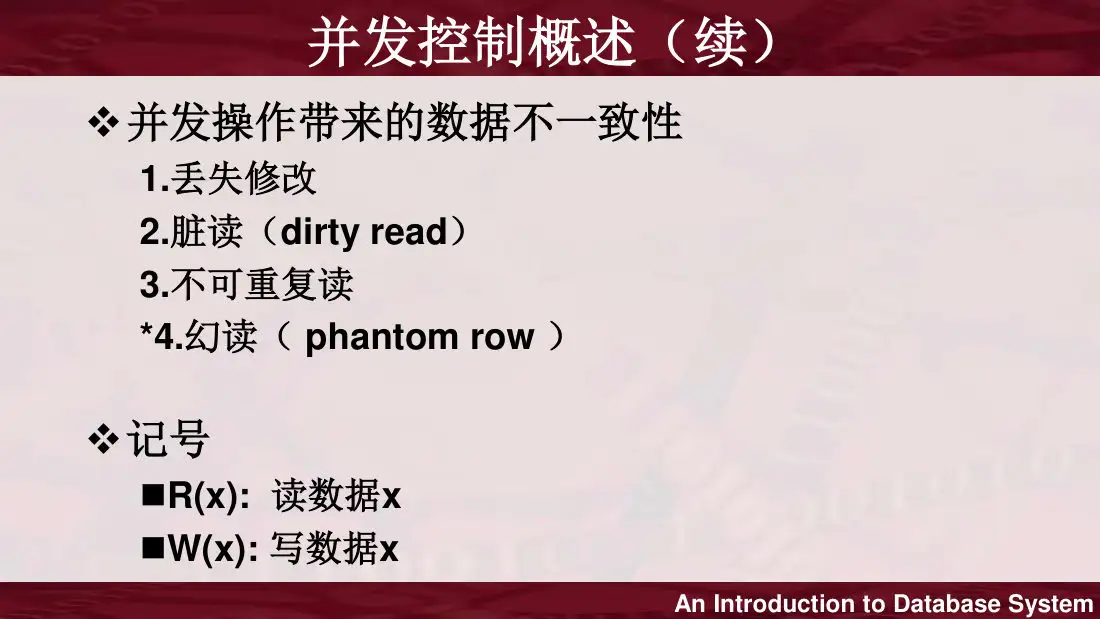 并发控制概述（续）
❖并发操作带来的数据不一致性
1.丢失修改
2.脏读（dirty read）
3.不可重复读
*4.幻读（ phantom row ）
❖记号
■R(x): 读数据x
■W(x): 写数据x
An Introduction to Database System